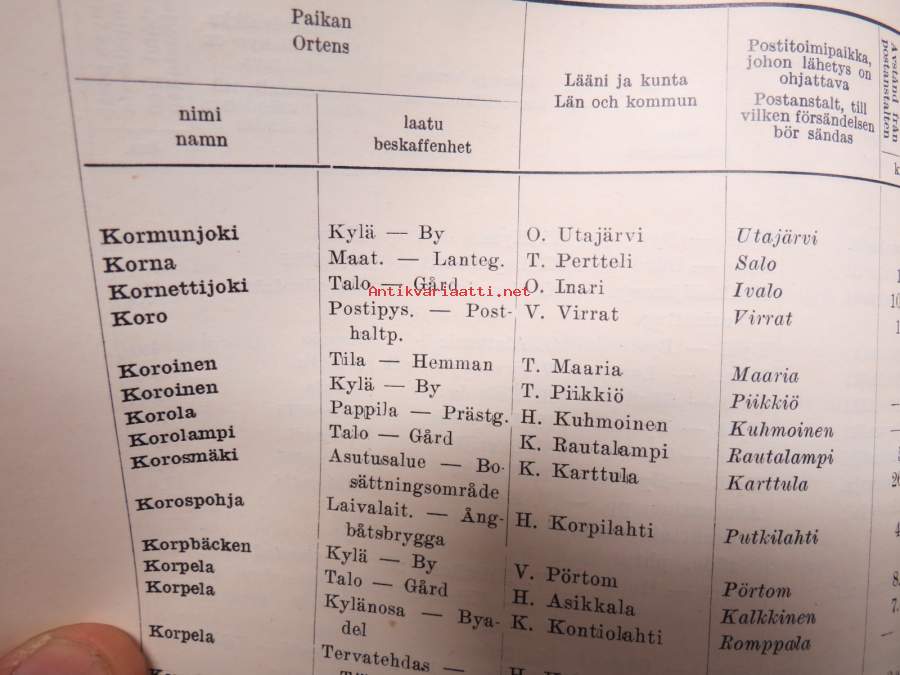 Paikan
Ortens
nimi
namn
laatu
beskaffenhet
Lääni ja kunta
Län och kommun
Postitoimipaikka,
johon lähetys on
ohjattava
Postanstalt, till
vilken försändelsen
bör sändas
Avstånd från
postanstalten
Kormunjoki Kylä — By O. Utajärvi Utajärvi
Korna Maat. — Lanteg. T. Pertteli Salo
Kornettijoki Talo — Gård O. Inari Ivalo
Antikvariaatti.net
Koro Postipys. — Post- V. Virrat Virrat
haltp.
Koroinen Tila — Hemman T. Maaria Maaria
Koroinen Kylä — By T. Piikkiö Piikkiö
Korola Pappila — Prästg. H. Kuhmoinen Kuhmoinen
Korolampi Talo — Gård K. Rautalampi Rautalampi
Korosmäki Asutusalue — Bo- K. Karttula Karttula
sättningsområde
Korospohja Laivalait. — Ång- H. Korpilahti Putkilahti
båtsbrygga
Korpbäcken Kylä — By V. Pörtom Pörtom
Korpela Talo — Gård H. Asikkala Kalkkinen
Korpela Kylänosa — Bya- K. Kontiolahti Romppala
del
Korpela Tervatehdas —